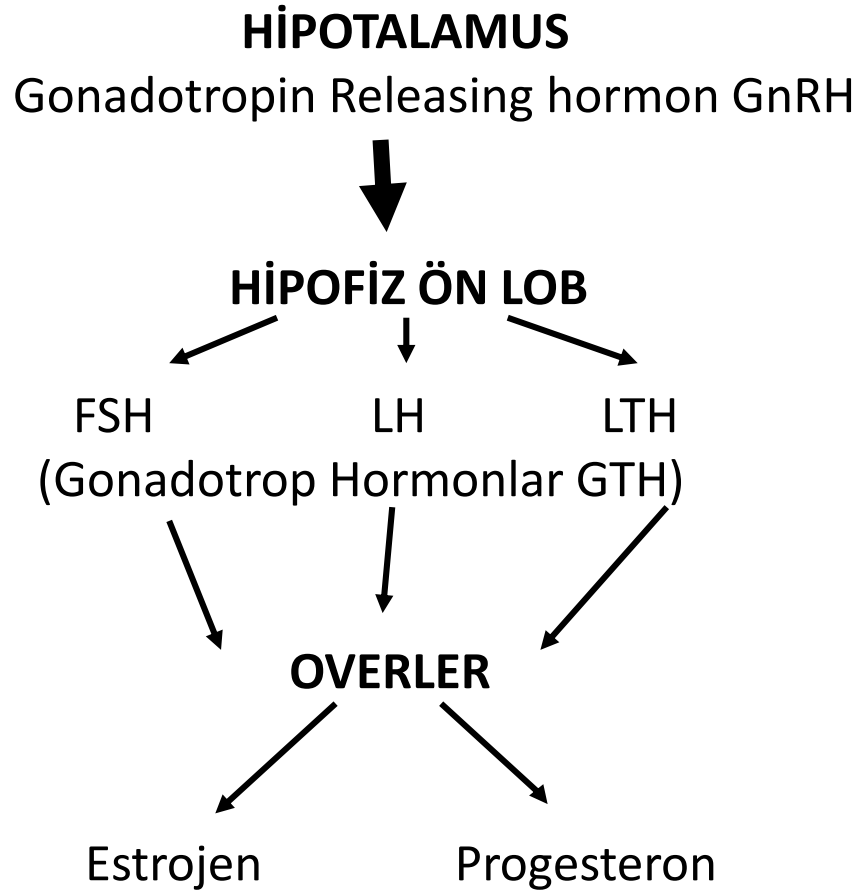 HİPOTALAMUS
Gonadotropin Releasing hormon GnRH
HİPOFİZ ÖN LOB
FSH LH LTH
(Gonadotrop Hormonlar GTH)
OVERLER
Estrojen Progesteron